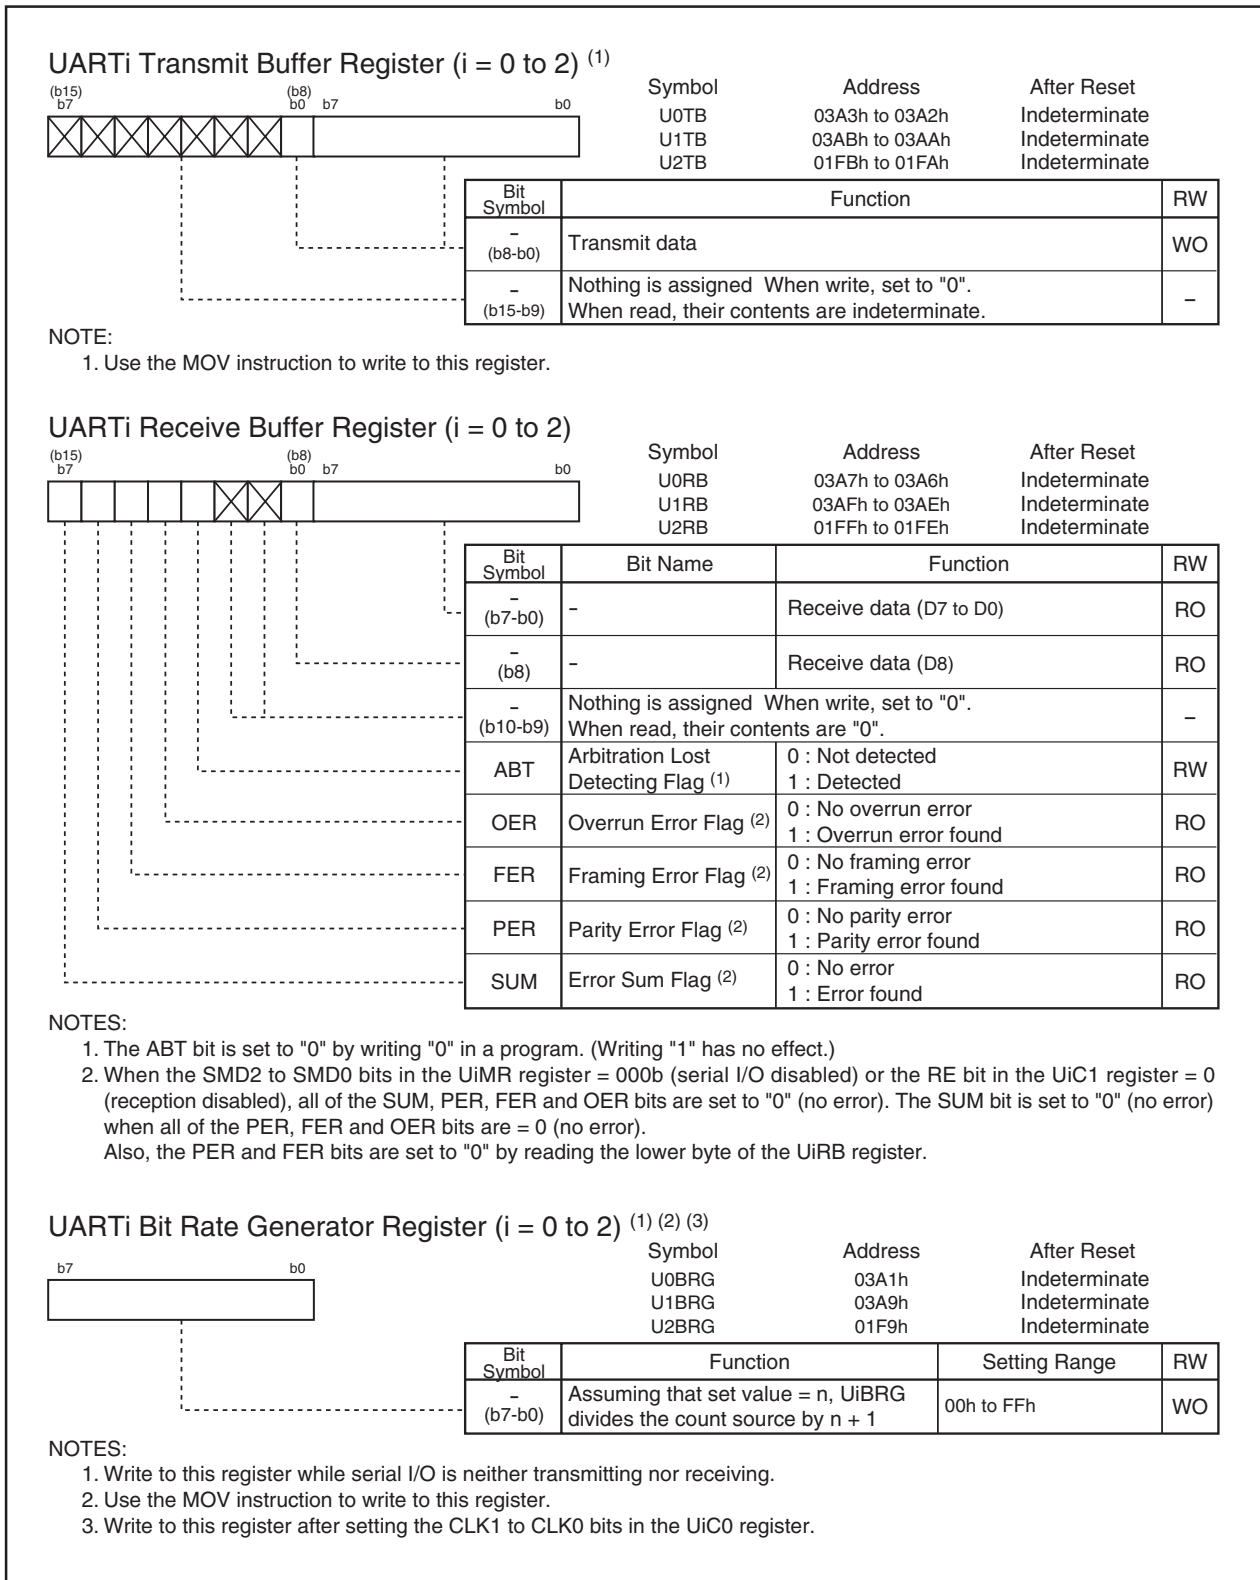 UARTi Transmit Buffer Register (i = 0 to 2) (1)
(b15) (b8)
b7 b0 b7 b0
Symbol Address After Reset
U0TB 03A3h to 03A2h Indeterminate
U1TB 03ABh to 03AAh Indeterminate
U2TB 01FBh to 01FAh Indeterminate
Bit Symbol Function RW
– (b8-b0) Transmit data WO
– (b15-b9) Nothing is assigned When write, set to "0".
When read, their contents are indeterminate. –
NOTE:
1. Use the MOV instruction to write to this register.
UARTi Receive Buffer Register (i = 0 to 2)
(b15) (b8)
b7 b0 b7 b0
Symbol Address After Reset
U0RB 03A7h to 03A6h Indeterminate
U1RB 03AFh to 03AEh Indeterminate
U2RB 01FFh to 01FEh Indeterminate
Bit Symbol Bit Name Function RW
– (b7-b0) – Receive data (D7 to D0) RO
– (b8) – Receive data (D8) RO
– (b10-b9) Nothing is assigned When write, set to "0".
When read, their contents are "0". –
ABT Arbitration Lost Detecting Flag (1) 0 : Not detected
1 : Detected RW
OER Overrun Error Flag (2) 0 : No overrun error
1 : Overrun error found RO
FER Framing Error Flag (2) 0 : No framing error
1 : Framing error found RO
PER Parity Error Flag (2) 0 : No parity error
1 : Parity error found RO
SUM Error Sum Flag (2) 0 : No error
1 : Error found RO
NOTES:
1. The ABT bit is set to "0" by writing "0" in a program. (Writing "1" has no effect.)
2. When the SMD2 to SMD0 bits in the UiMR register = 000b (serial I/O disabled) or the RE bit in the UiC1 register = 0
(reception disabled), all of the SUM, PER, FER and OER bits are set to "0" (no error). The SUM bit is set to "0" (no error)
when all of the PER, FER and OER bits are = 0 (no error).
Also, the PER and FER bits are set to "0" by reading the lower byte of the UiRB register.
UARTi Bit Rate Generator Register (i = 0 to 2) (1) (2) (3)
b7 b0
Symbol Address After Reset
U0BRG 03A1h Indeterminate
U1BRG 03A9h Indeterminate
U2BRG 01F9h Indeterminate
Bit Symbol Function Setting Range RW
– (b7-b0) Assuming that set value = n, UiBRG
divides the count source by n + 1 00h to FFh WO
NOTES:
1. Write to this register while serial I/O is neither transmitting nor receiving.
2. Use the MOV instruction to write to this register.
3. Write to this register after setting the CLK1 to CLK0 bits in the UiC0 register.